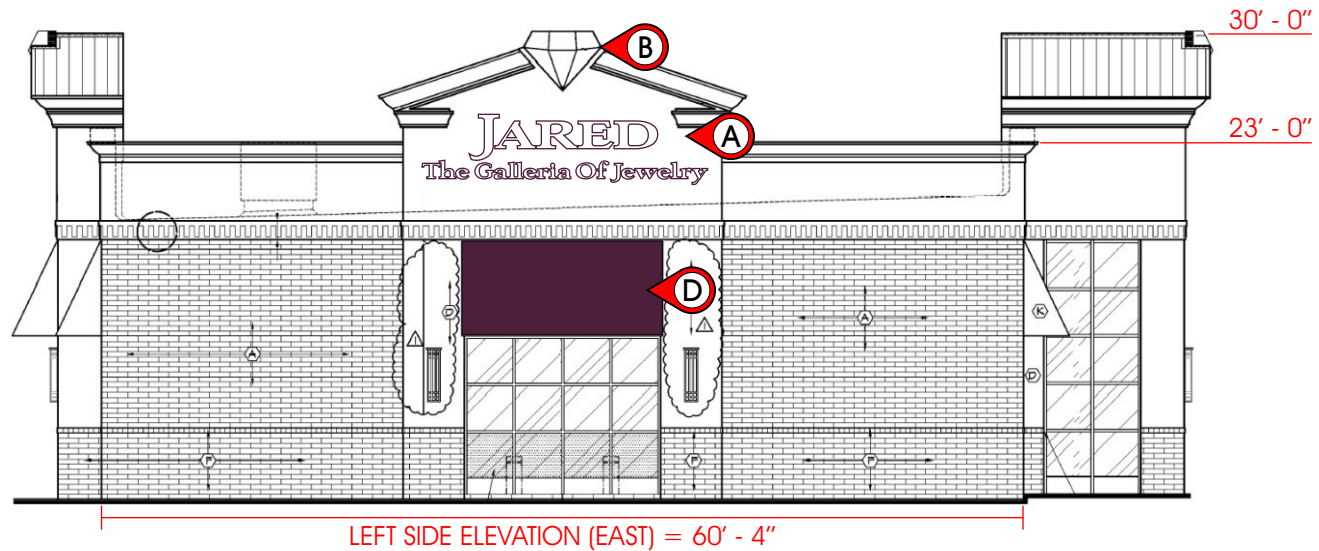 30' - 0"
B
JARED
A
23' - 0"
The Galleria Of Jewelry
D
D
K
A
A
D
F
F
F
LEFT SIDE ELEVATION (EAST) = 60' - 4"